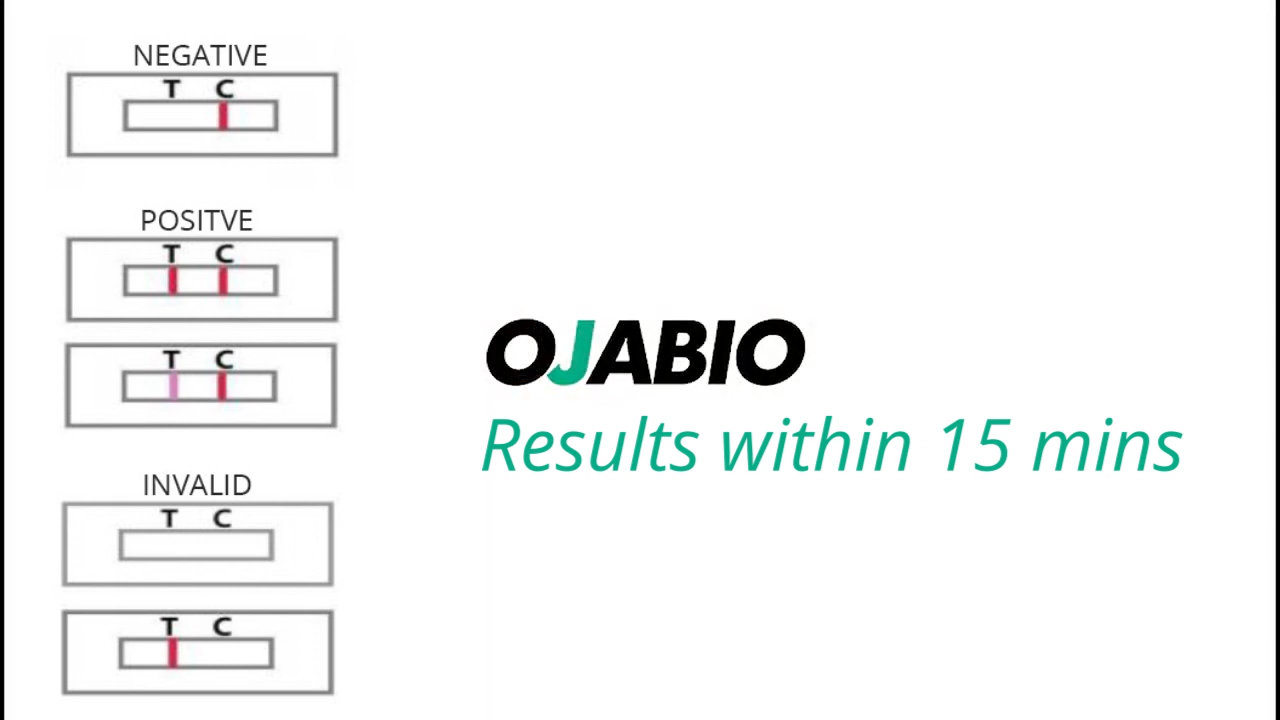 NEGATIVE
T C
POSITVE
T C
T C
INVALID
T C
T C
OJABIO
Results within 15 mins